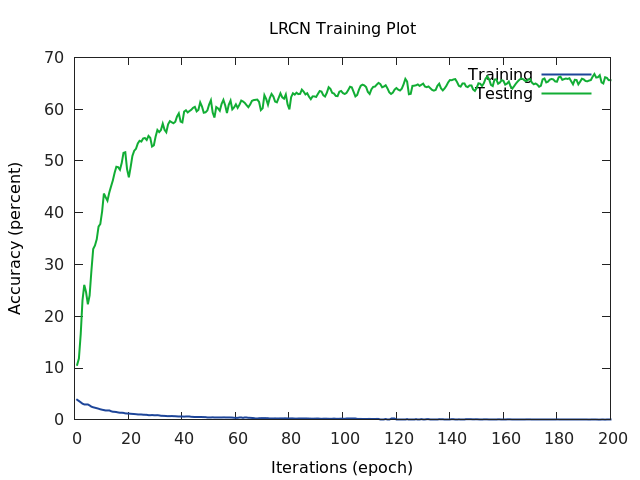 LRCN Training Plot
70
60
50
40
30
20
10
0
Accuracy (percent)
Training
Testing
0 20 40 60 80 100 120 140 160 180 200
Iterations (epoch)